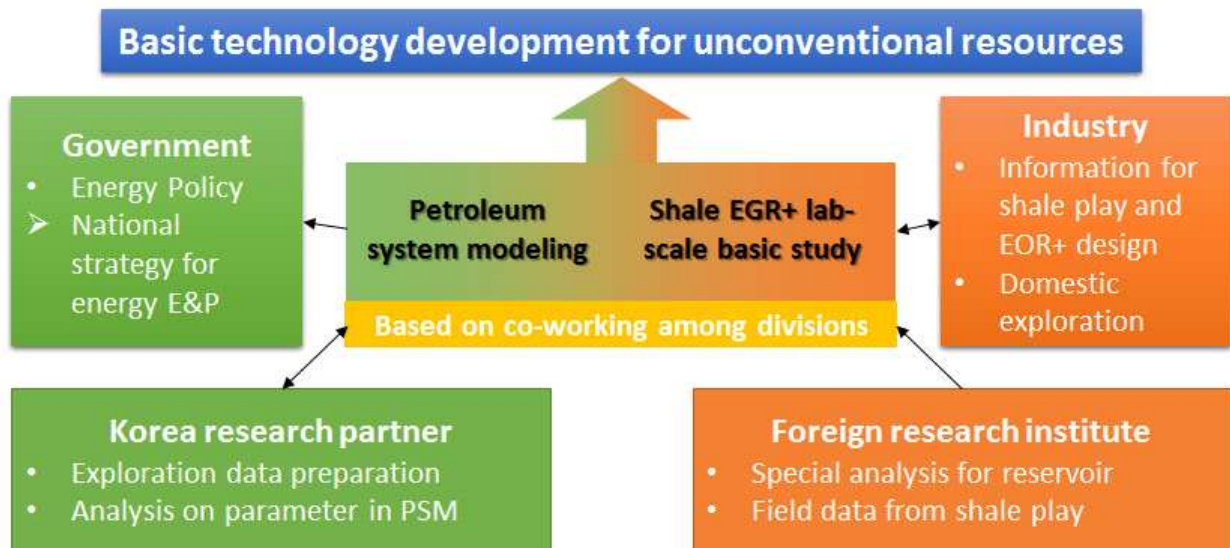 Basic technology development for unconventional resources
Government
• Energy Policy
➢ National
strategy for
energy E&P
Petroleum
system modeling
Shale EGR+ lab-
scale basic study
Based on co-working among divisions
Industry
• Information for
shale play and
EOR+ design
• Domestic
exploration
Korea research partner
• Exploration data preparation
• Analysis on parameter in PSM
Foreign research institute
• Special analysis for reservoir
• Field data from shale play